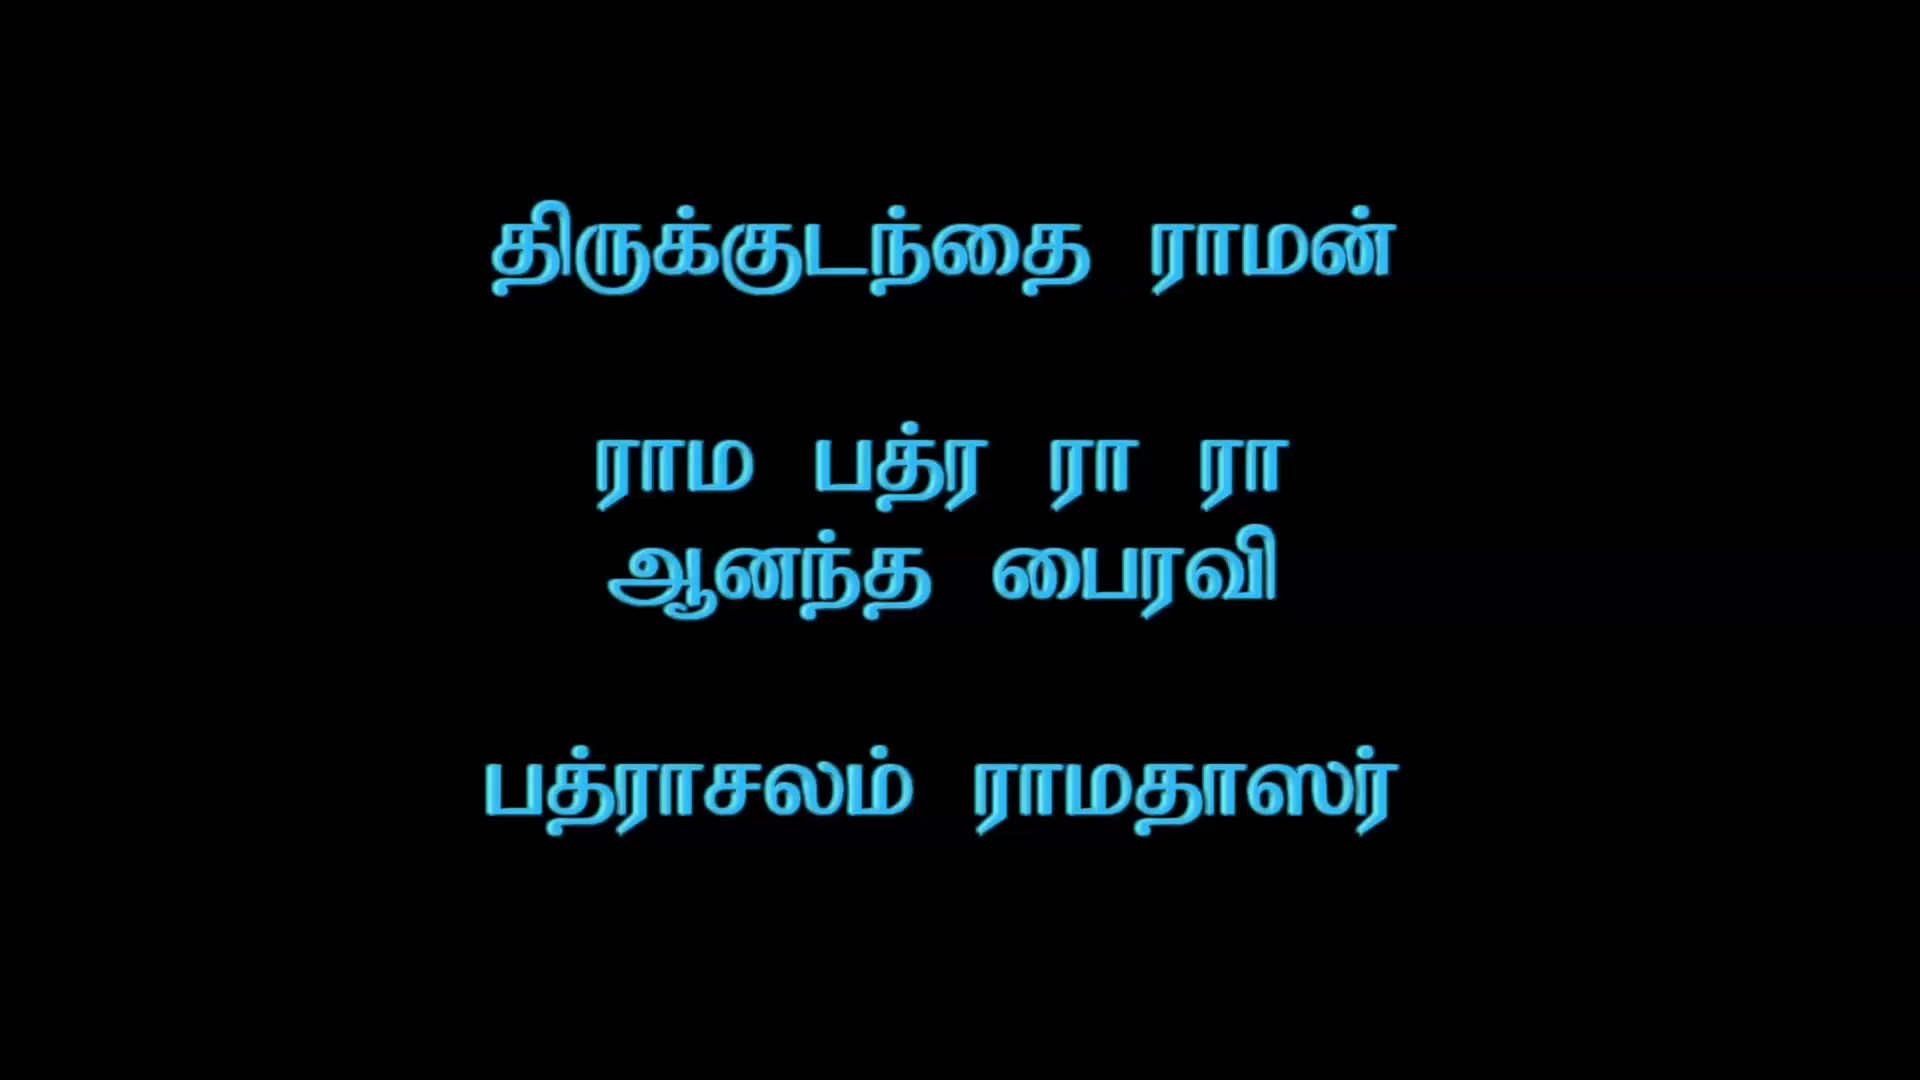 திருக்குடந்தை ராமன்
ராம பத்ர ரா ரா
ஆனந்த பைரவி
பத்ராசலம் ராமதாஸர்